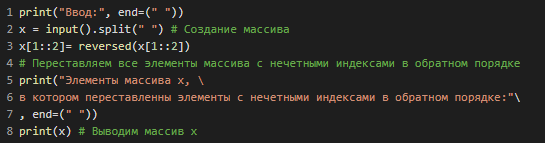 1 print("Ввод:", end=(" "))
2 x = input().split(" ") # Создание массива
3 x[1::2]= reversed(x[1::2])
4 # Переставляем все элементы массива с нечетными индексами в обратном порядке
5 print("Элементы массива x, \
6 в котором переставленны элементы с нечетными индексами в обратном порядке:"\
7 , end=(" "))
8 print(x) # Выводим массив x